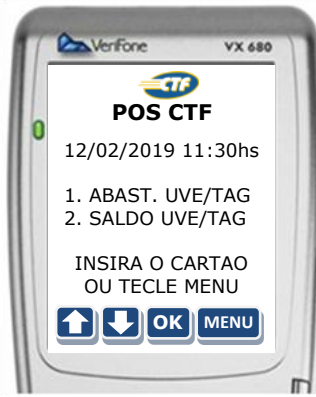 VeriFone VX 680
CTF
POS CTF
12/02/2019 11:30hs
1. ABAST. UVE/TAG
2. SALDO UVE/TAG
INSIRA O CARTAO
OU TECLE MENU
OK MENU